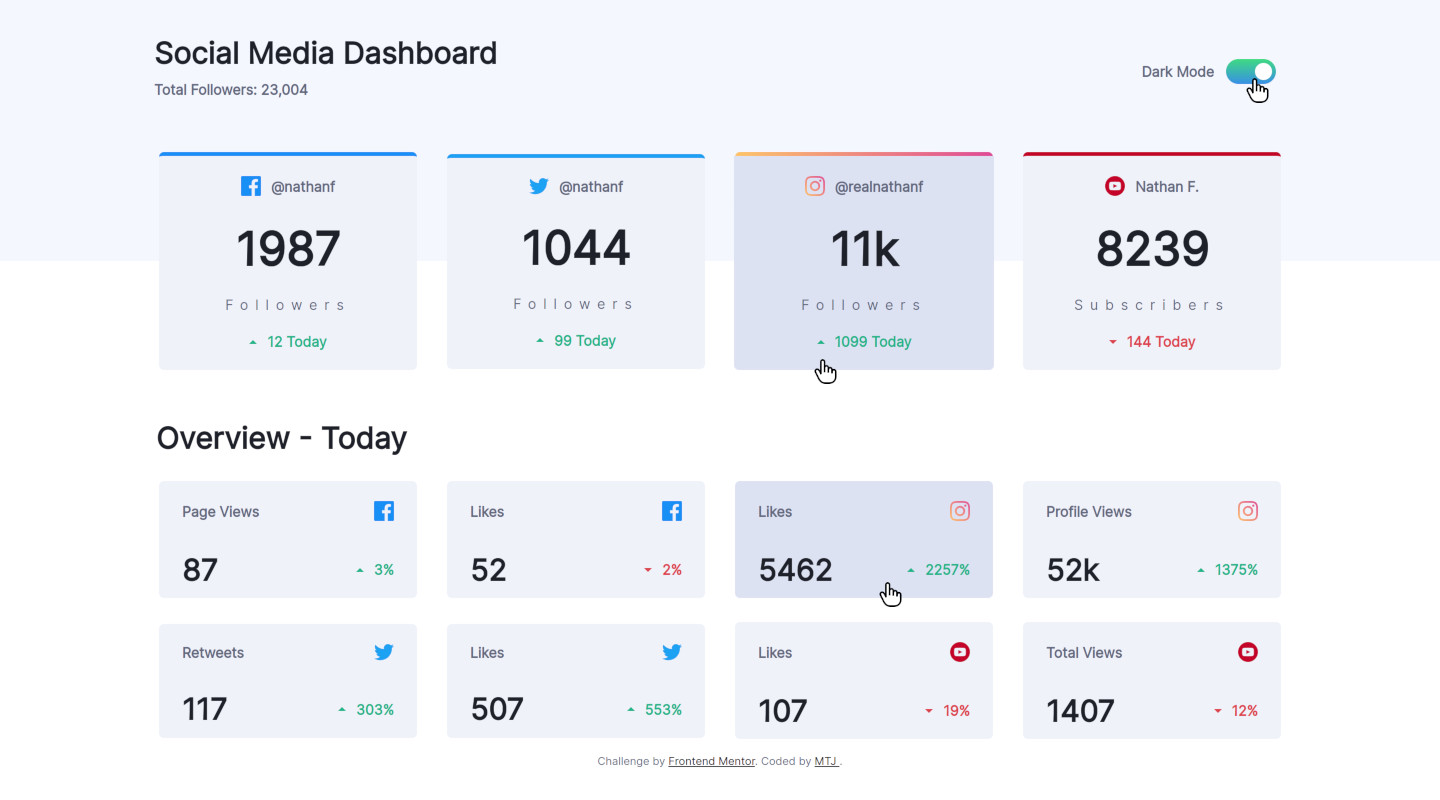 Social Media Dashboard
Total Followers: 23,004
Dark Mode
@nathanf
1987
Followers
12 Today
@nathanf
1044
Followers
99 Today
@realnathanf
11k
Followers
1099 Today
Nathan F.
8239
Subscribers
144 Today
Overview - Today
Page Views
87
3%
Likes
52
2%
Likes
5462
2257%
Profile Views
52k
1375%
Retweets
117
303%
Likes
507
553%
Likes
107
19%
Total Views
1407
12%
Challenge by Frontend Mentor. Coded by MTJ .